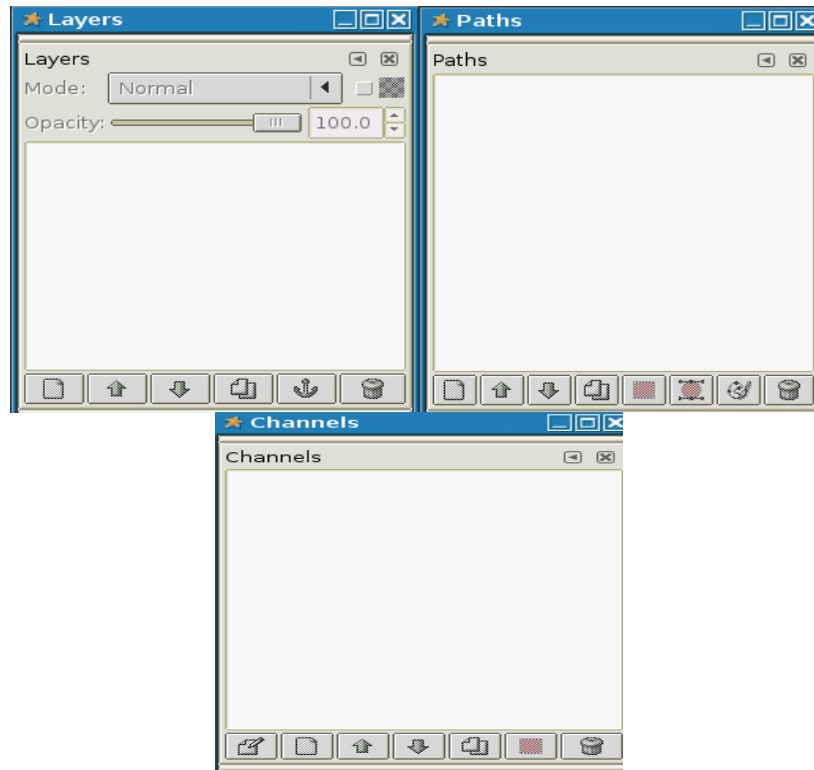 Layers
Layers
Mode: Normal
Opacity: 100.0
Paths
Paths
Channels
Channels